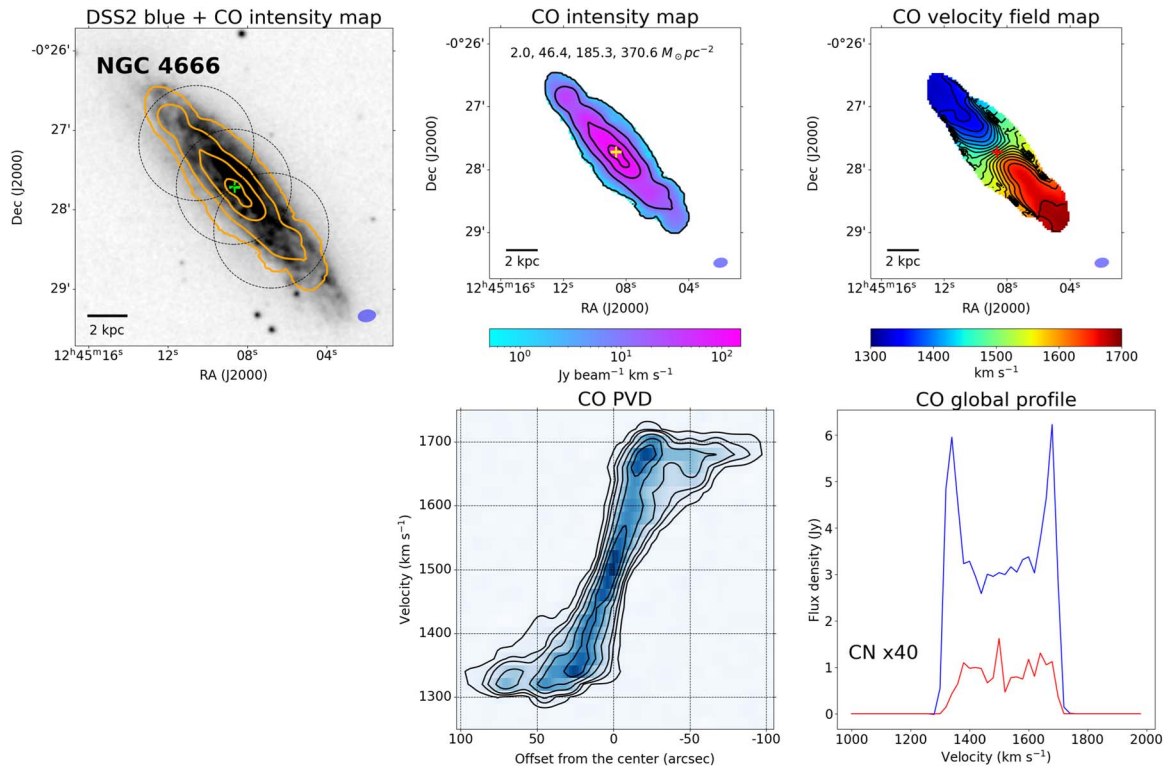 DSS2 blue + CO intensity map
-0°26'
27'
28'
29'
Dec (J2000)
NGC 4666
2 kpc
12ʰ45ᵐ16ˢ
12ˢ
08ˢ
04ˢ
RA (J2000)
CO intensity map
2.0, 46.4, 185.3, 370.6 M⊙pc⁻²
-0°26'
27'
28'
29'
Dec (J2000)
2 kpc
12ʰ45ᵐ16ˢ
12ˢ
08ˢ
04ˢ
RA (J2000)
10⁰
10¹
10²
Jy beam⁻¹ km s⁻¹
CO velocity field map
-0°26'
27'
28'
29'
Dec (J2000)
2 kpc
12ʰ45ᵐ16ˢ
12ˢ
08ˢ
04ˢ
RA (J2000)
1300
1400
1500
1600
1700
km s⁻¹
CO PVD
1700
1600
1500
1400
1300
Velocity (km s⁻¹)
100
50
0
-50
-100
Offset from the center (arcsec)
CO global profile
6
5
4
3
2
1
0
Flux density (Jy)
CN x40
1000
1200
1400
1600
1800
2000
Velocity (km s⁻¹)